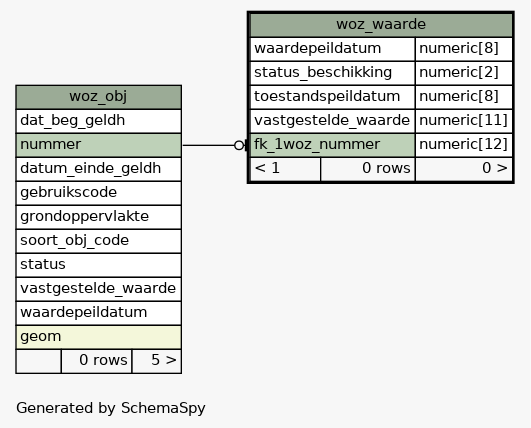 woz_waarde
waardepeildatum numeric[8]
status_beschikking numeric[2]
toestandspeildatum numeric[8]
vastgestelde_waarde numeric[11]
fk_1woz_nummer numeric[12]
< 1 0 rows 0 >
woz_obj
dat_beg_geldh
nummer
datum_einde_geldh
gebruikscode
grondoppervlakte
soort_obj_code
status
vastgestelde_waarde
waardepeildatum
geom
0 rows 5 >
Generated by SchemaSpy